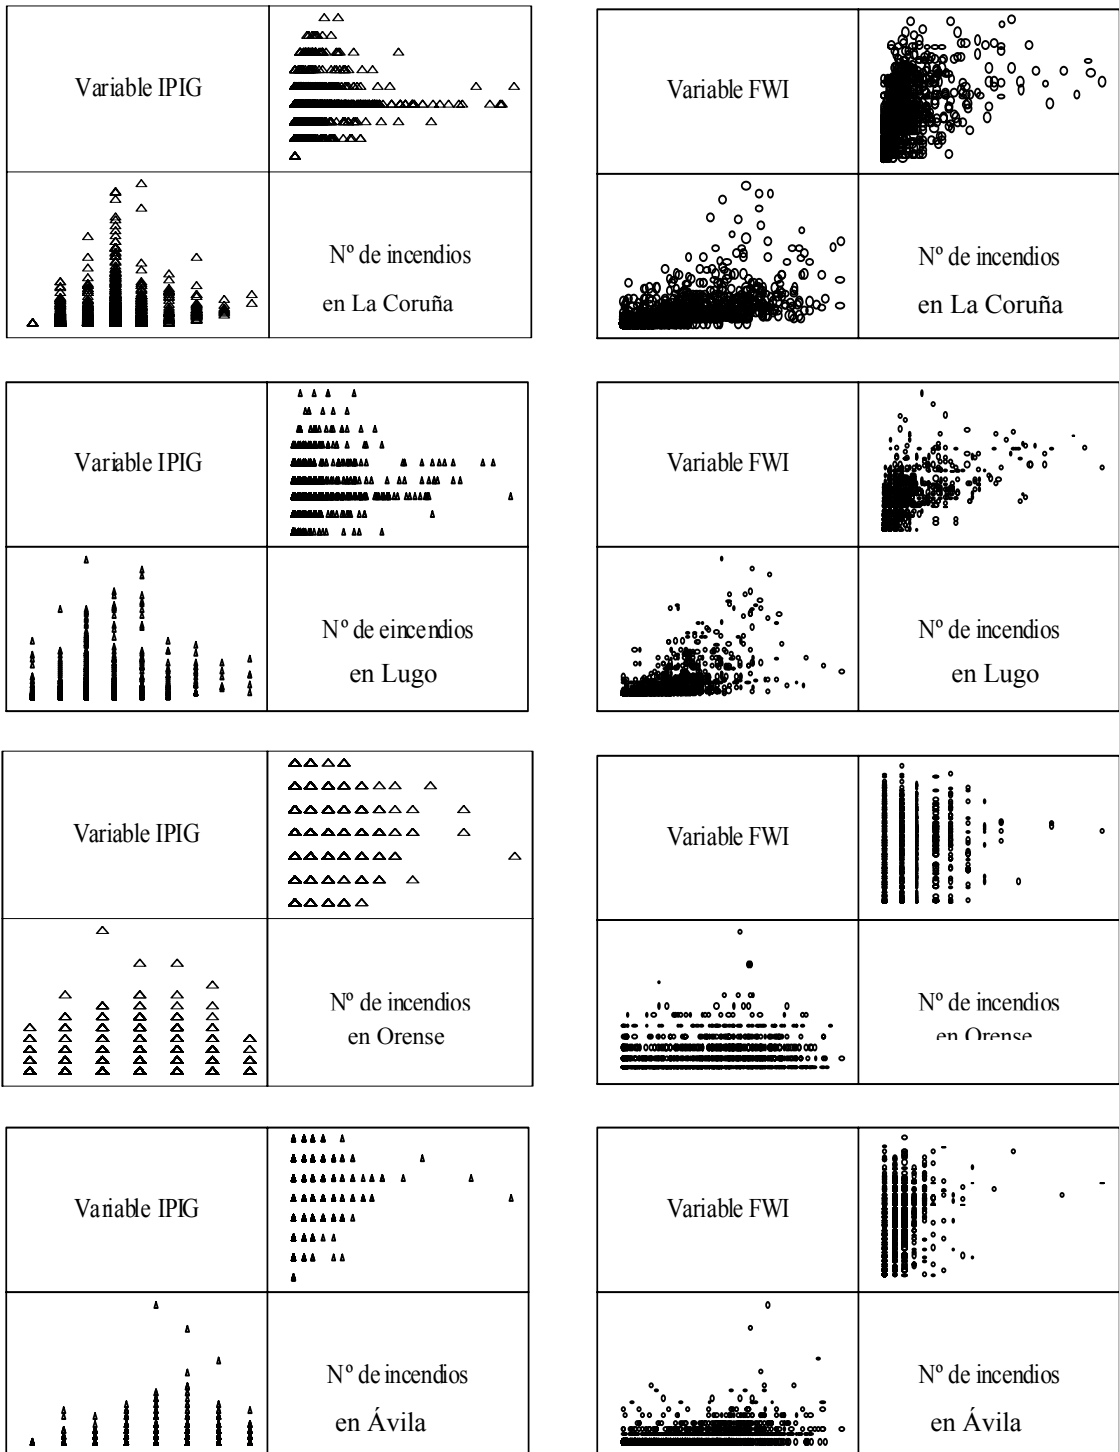 Variable IPIG
Variable FWI
Nº de incendios
en La Coruña
Nº de incendios
en La Coruña
Variable IPIG
Variable FWI
Nº de eincendios
en Lugo
Nº de incendios
en Lugo
Variable IPIG
Variable FWI
Nº de incendios
en Orense
Nº de incendios
en Orense
Variable IPIG
Variable FWI
Nº de incendios
en Ávila
Nº de incendios
en Ávila